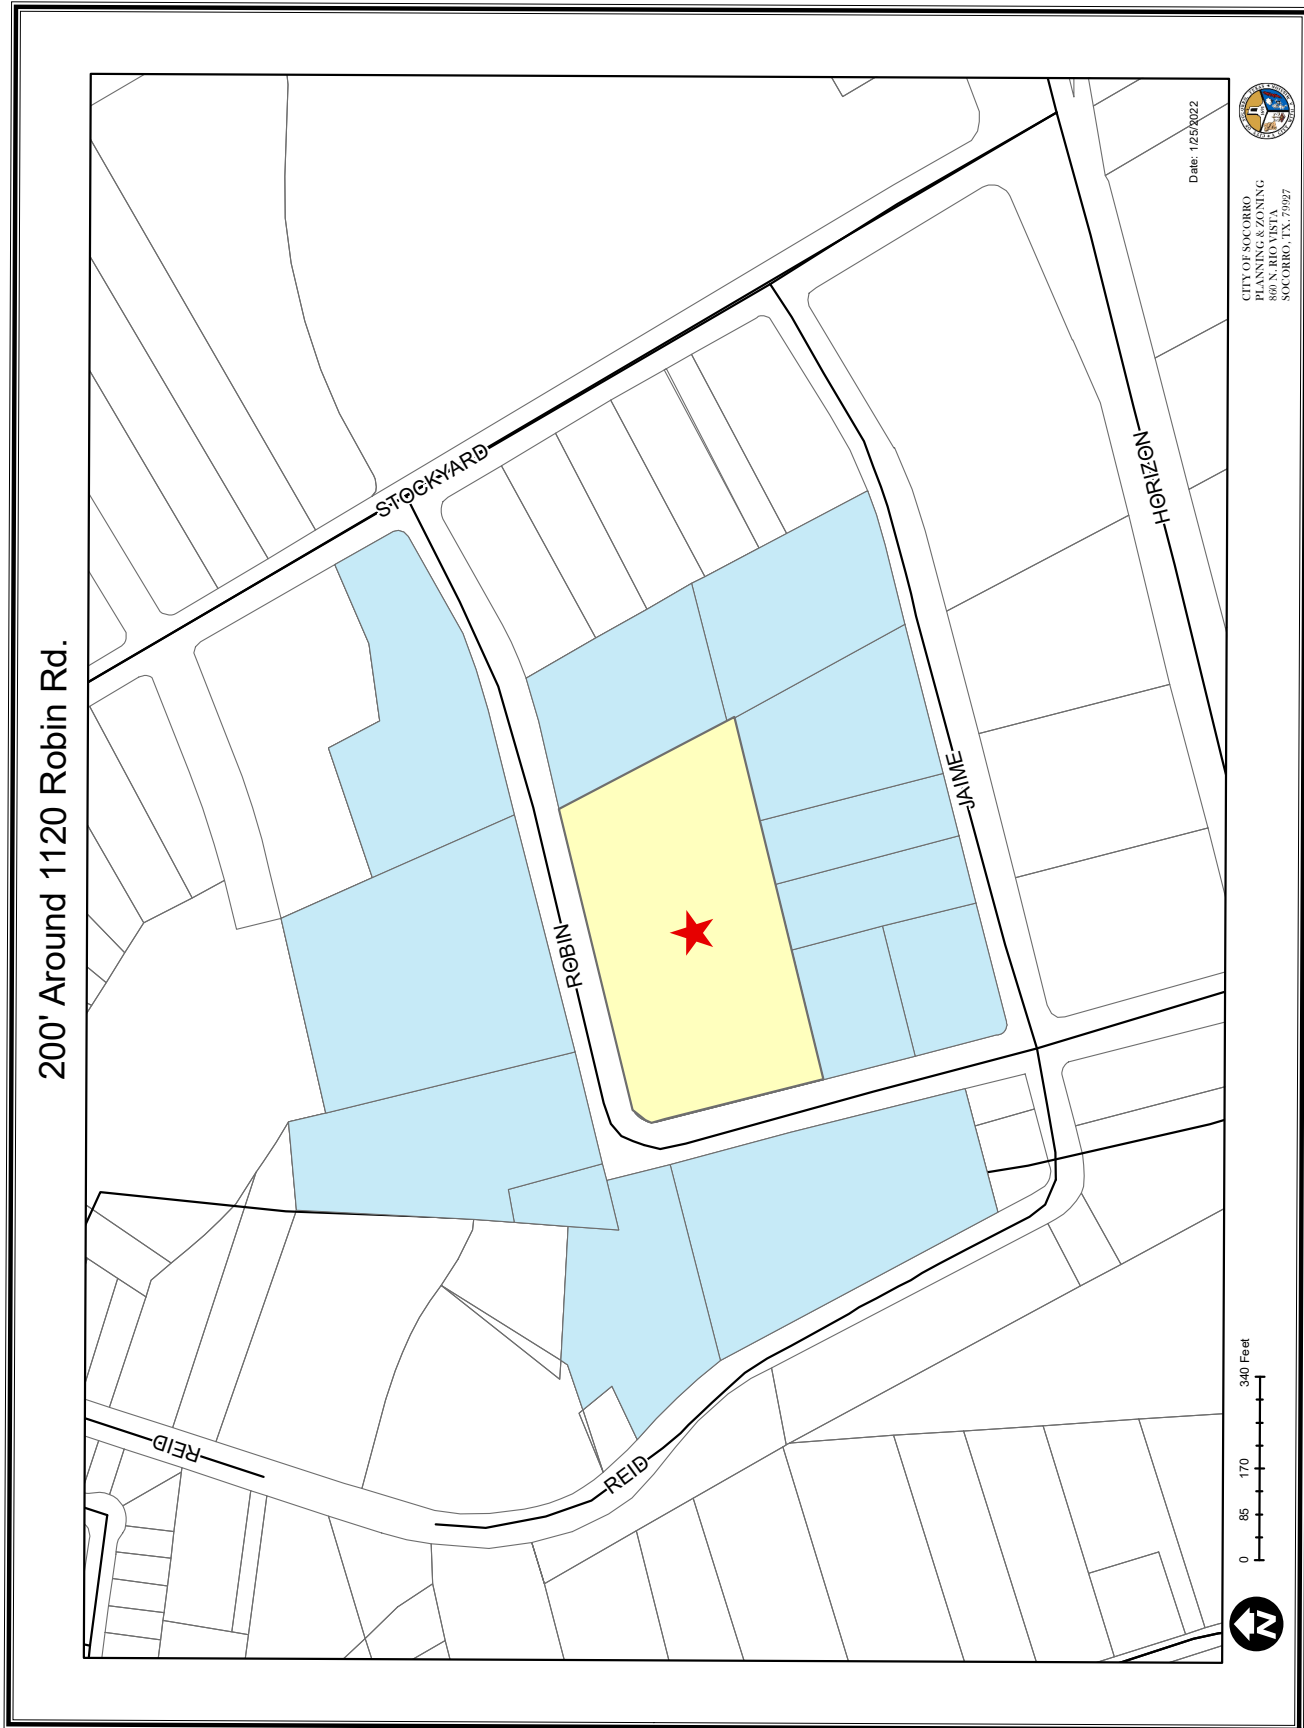 200' Around 1120 Robin Rd.
REID
REID
STOCKYARD
ROBIN
JAIME
HORIZON
Date: 1/25/2022
N
0 85 170 340 Feet
CITY OF SOCORRO
PLANNING & ZONING
860 N. RIO VISTA
SOCORRO, TX. 79927